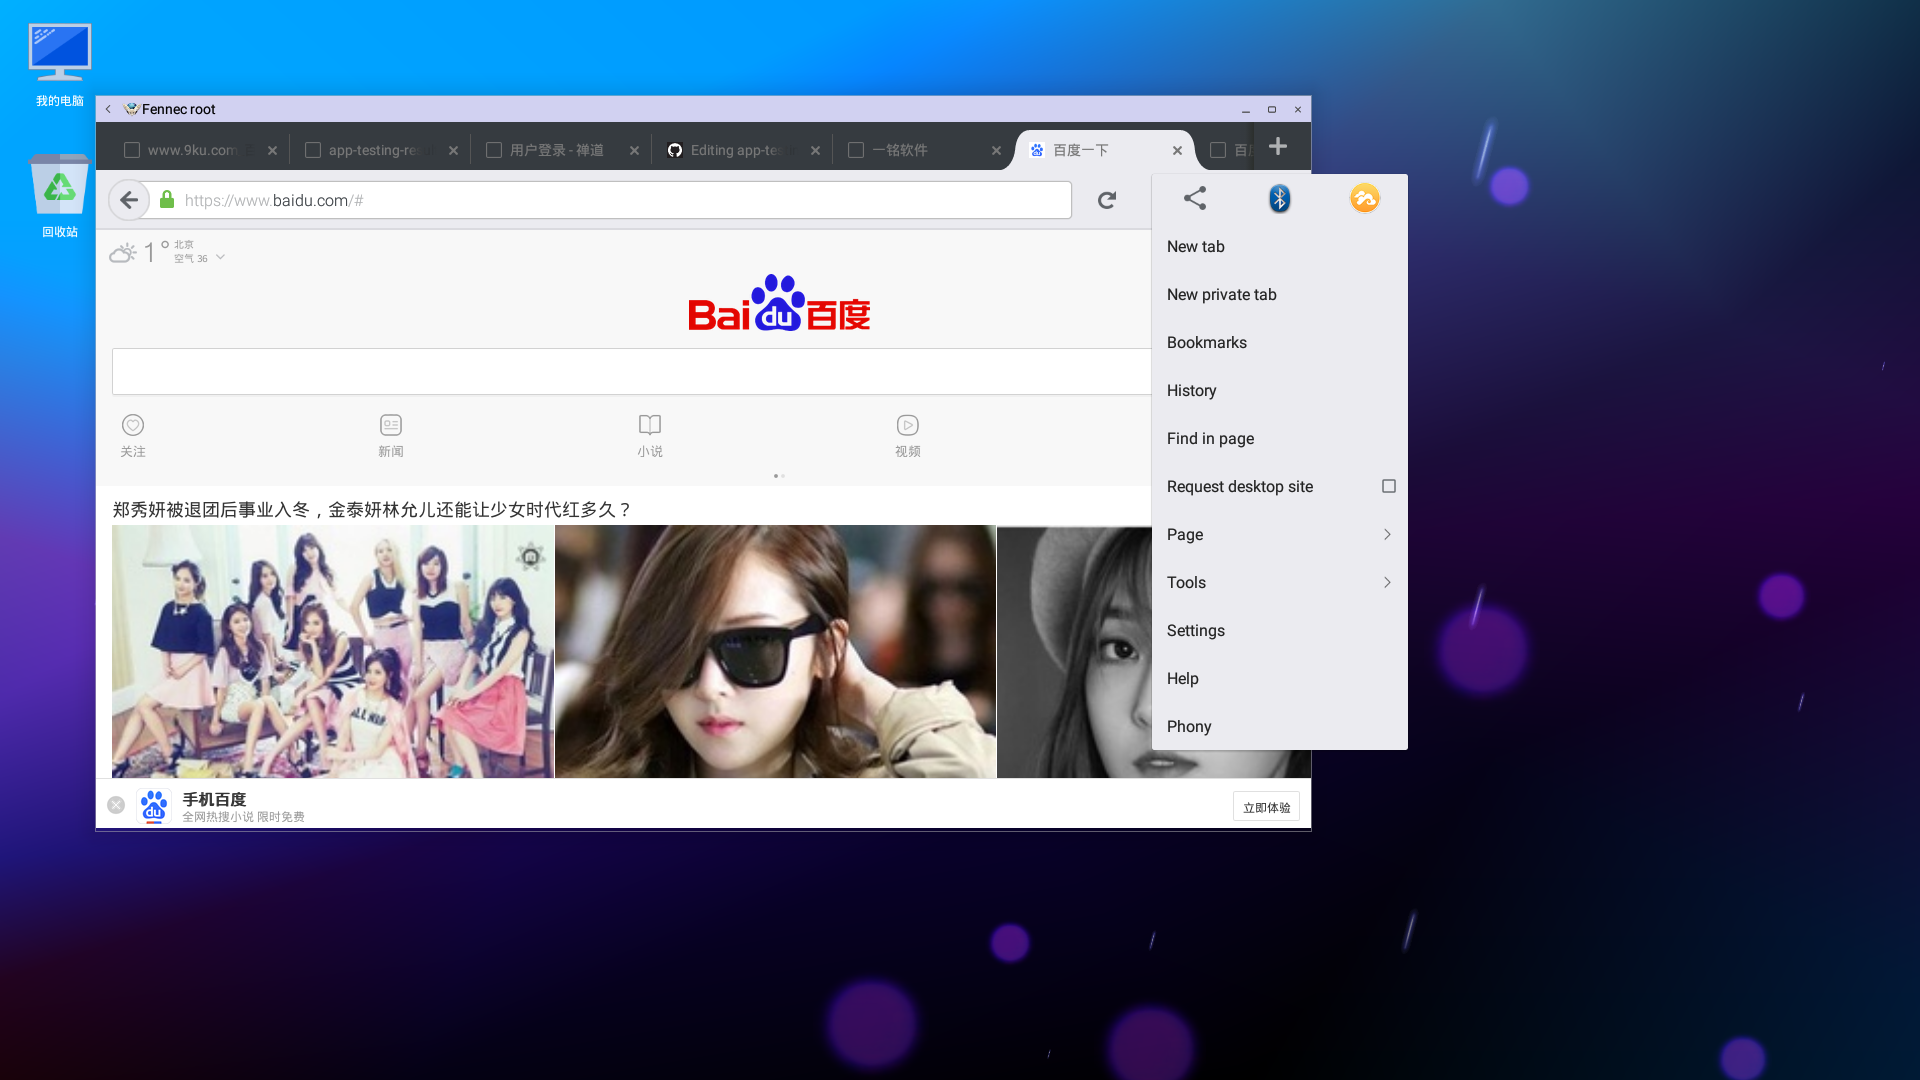 我的电脑
回收站
Fennec root
www.9ku.com
app-testing-resu
用户登录 - 禅道
Editing app-tes
一铭软件
百度一下
https://www.baidu.com/#
1°
北京
空气 36
Bai du 百度
关注
新闻
小说
视频
郑秀妍被退团后事业入冬，金泰妍林允儿还能让少女时代红多久？
du
手机百度
全网热搜小说 限时免费
立即体验
New tab
New private tab
Bookmarks
History
Find in page
Request desktop site
Page
Tools
Settings
Help
Phony